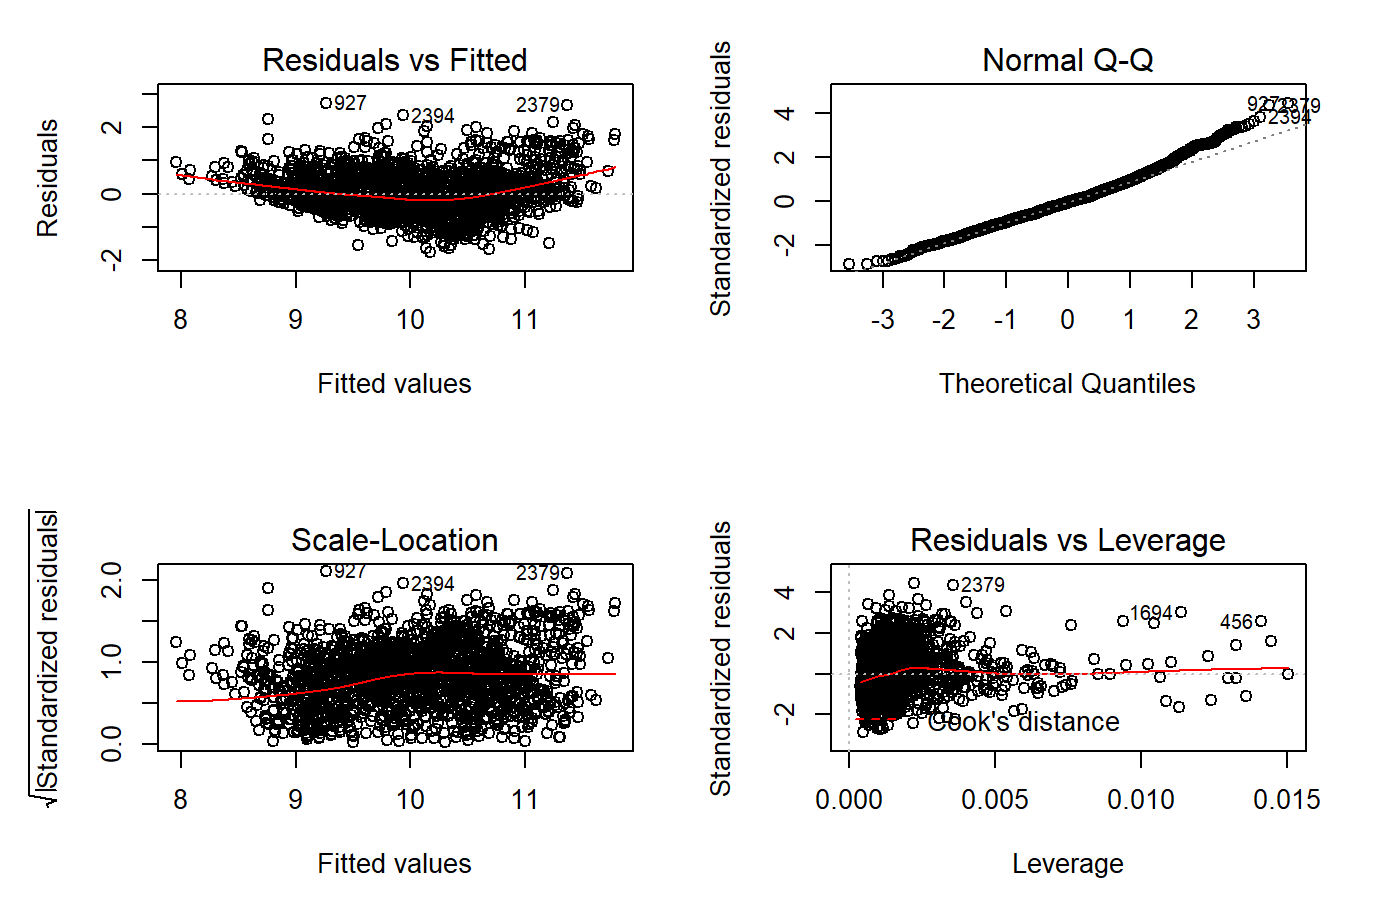 Residuals vs Fitted
Residuals
2
0
-2
927
2394
2379
8 9 10 11
Fitted values
Normal Q-Q
Standardized residuals
4
2
0
-2
927
2379
2394
-3 -2 -1 0 1 2 3
Theoretical Quantiles
Scale-Location
√|Standardized residuals|
2.0
1.0
0.0
927
2394
2379
8 9 10 11
Fitted values
Residuals vs Leverage
Standardized residuals
4
2
0
-2
2379
1694
456
Cook's distance
0.000 0.005 0.010 0.015
Leverage